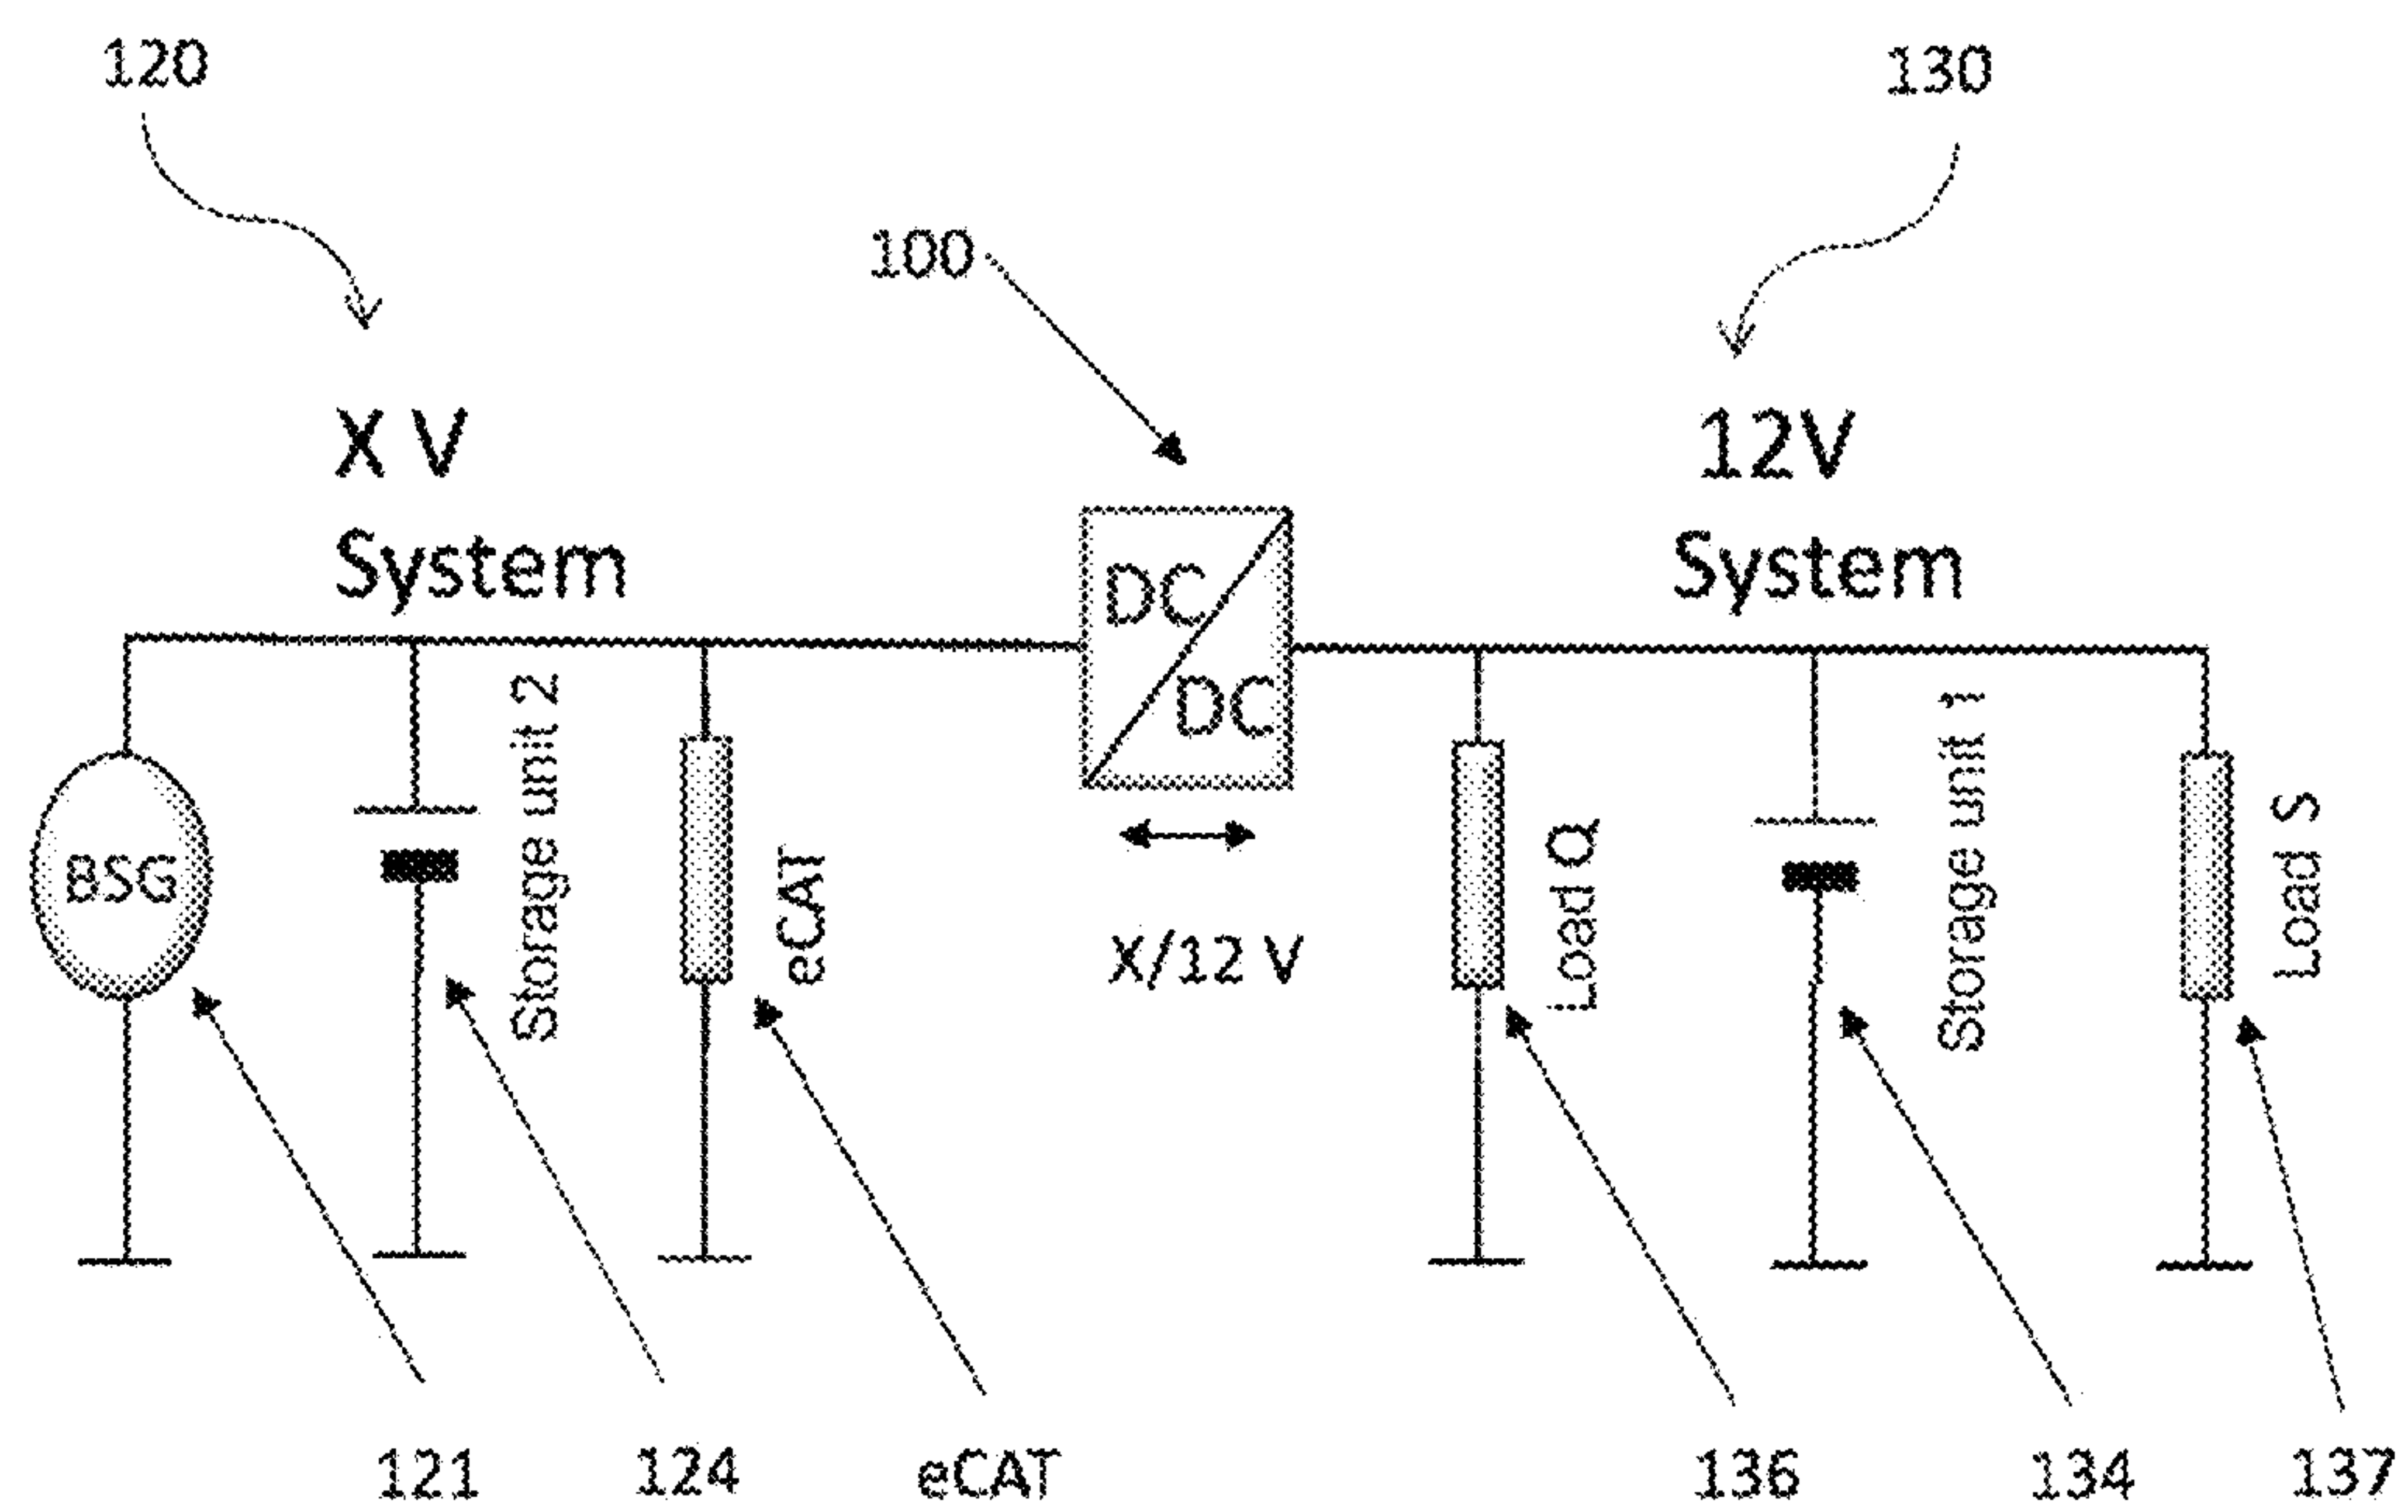 120
130
100
X V
System
12V
System
DC
DC
BSG
Storage unit 2
eCAT
X/12 V
Load Q
Storage unit 1
Load S
121
124
eCAT
136
134
137